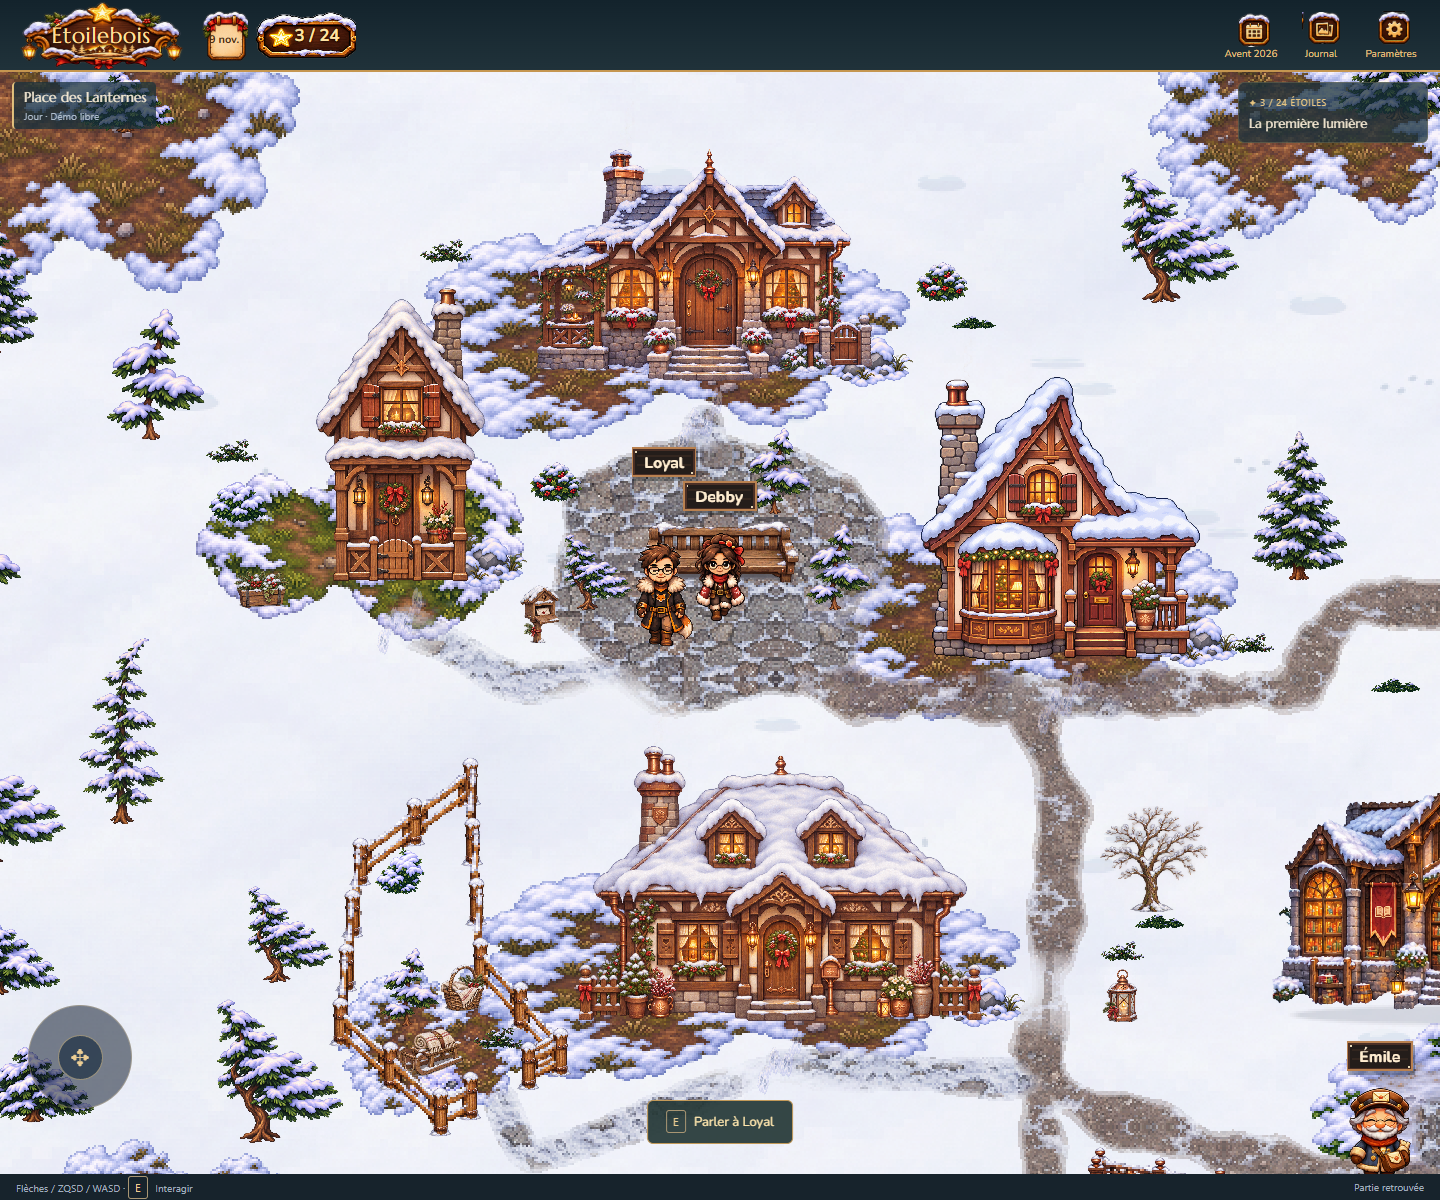 Etoilebois
9 nov.
3 / 24
Avent 2026
Journal
Paramètres
Place des Lanternes
Jour · Démo libre
✦ 3 / 24 ÉTOILES
La première lumière
Loyal
Debby
Émile
E Parler à Loyal
Flèches / ZQSD / WASD · E Interagir
Partie retrouvée